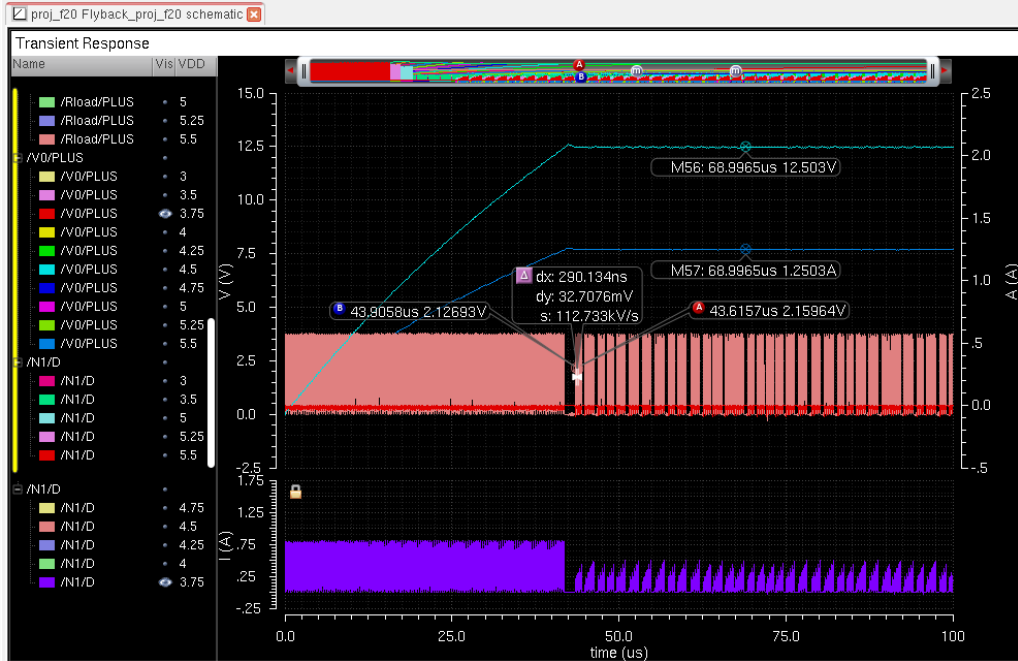 proj_f20 Flyback_proj_f20 schematic
Transient Response
Name Vis VDD
/Rload/PLUS 5
/Rload/PLUS 5.25
/Rload/PLUS 5.5
/V0/PLUS
/V0/PLUS 3
/V0/PLUS 3.5
/V0/PLUS 3.75
/V0/PLUS 4
/V0/PLUS 4.25
/V0/PLUS 4.5
/V0/PLUS 4.75
/V0/PLUS 5
/V0/PLUS 5.25
/V0/PLUS 5.5
/N1/D
/N1/D 3
/N1/D 3.5
/N1/D 5
/N1/D 5.25
/N1/D 5.5
/N1/D
/N1/D 4.75
/N1/D 4.5
/N1/D 4.25
/N1/D 4
/N1/D 3.75
A
B
m
m
15.0
12.5
10.0
7.5
5.0
2.5
0.0
-2.5
V (V)
2.5
2.0
1.5
1.0
.5
0.0
-.5
A (A)
M56: 68.9965us 12.503V
M57: 68.9965us 1.2503A
Δ dx: 290.134ns
dy: 32.7076mV
s: 112.733kV/s
B 43.9058us 2.12693V
A 43.6157us 2.15964V
1.75
1.25
.75
.25
-.25
I (A)
0.0 25.0 50.0 75.0 100
time (us)